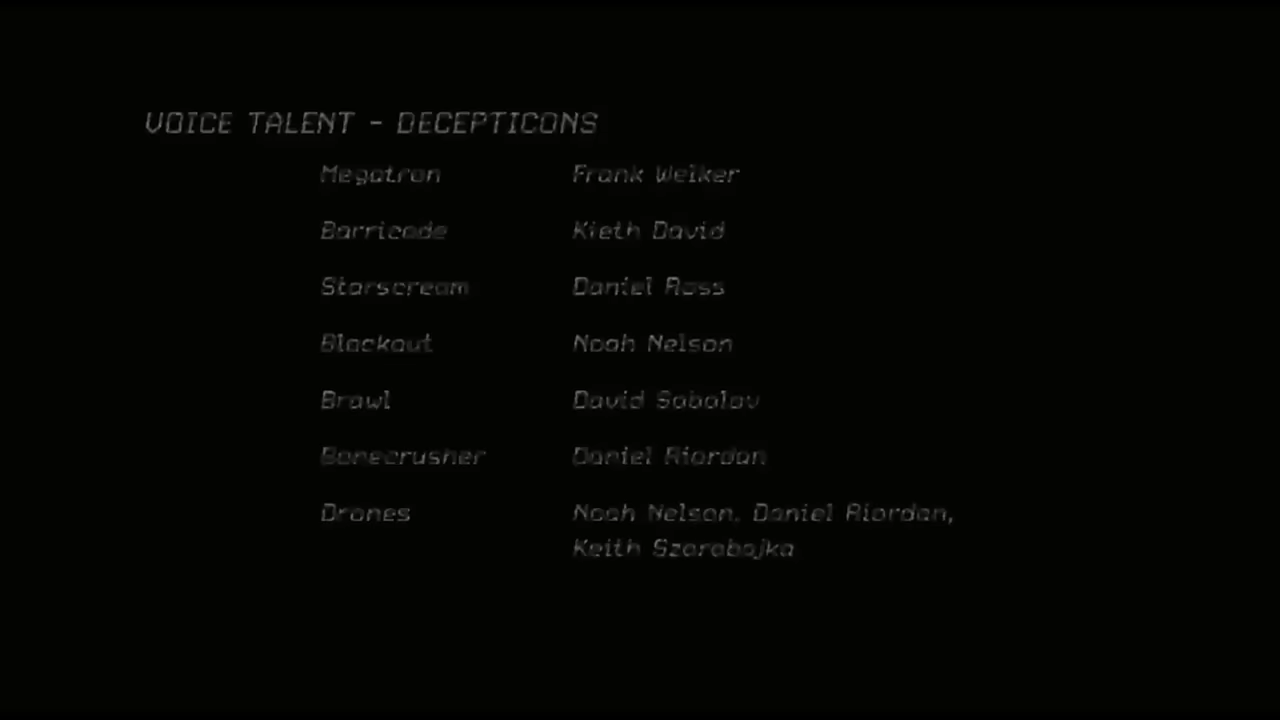 VOICE TALENT - DECEPTICONS
Megatron Frank Welker
Barricade Kieth David
Starscream Daniel Ross
Blackout Noah Nelson
Brawl David Sobolov
Bonecrusher Daniel Riordan
Drones Noah Nelson, Daniel Riordan,
Keith Szarabajka